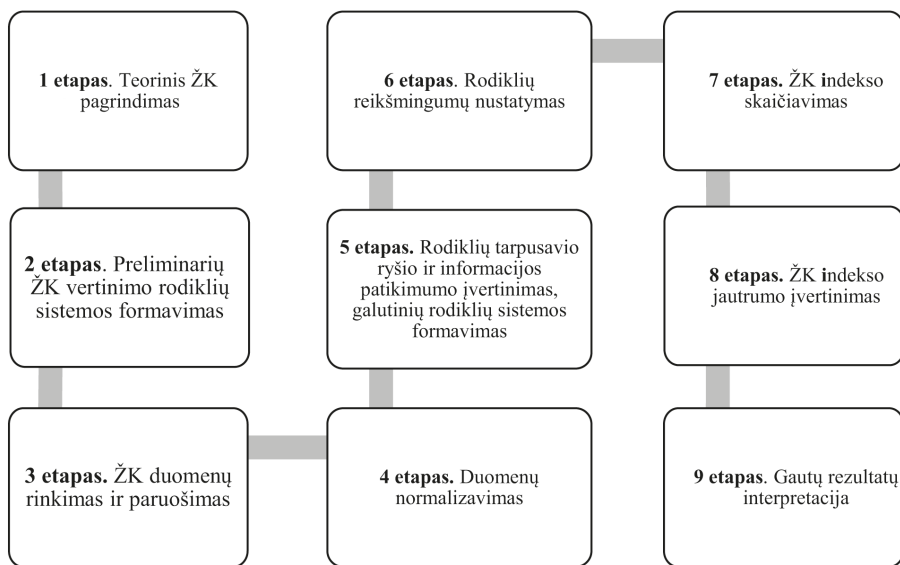 1 etapas. Teorinis ŽK
pagrindimas
2 etapas. Preliminarių
ŽK vertinimo rodiklių
sistemos formavimas
3 etapas. ŽK duomenų
rinkimas ir paruošimas
4 etapas. Duomenų
normalizavimas
5 etapas. Rodiklių tarpusavio
ryšio ir informacijos
patikimumo įvertinimas,
galutinių rodiklių sistemos
formavimas
6 etapas. Rodiklių
reikšmingumų nustatymas
7 etapas. ŽK indekso
skaičiavimas
8 etapas. ŽK indekso
jautrumo įvertinimas
9 etapas. Gautų rezultatų
interpretacija